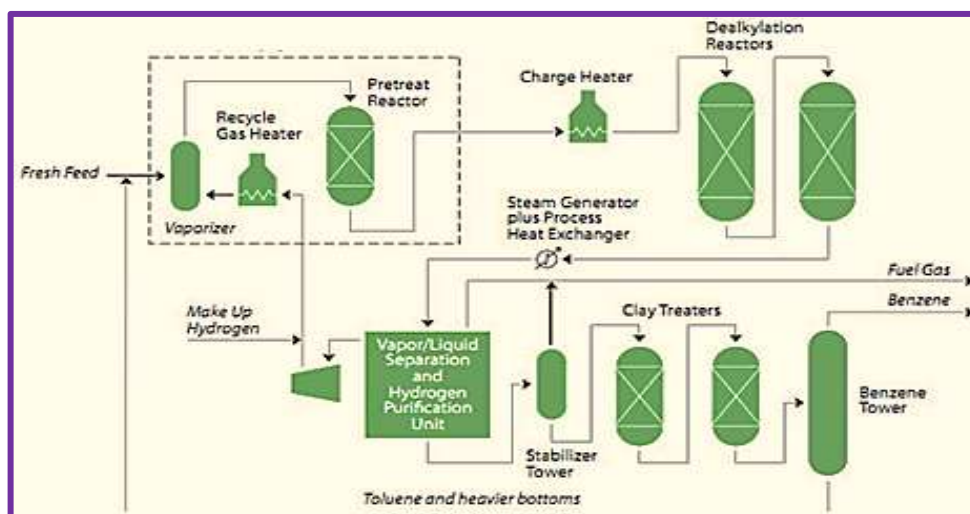 Dealkylation
Reactors
Charge Heater
Pretreat
Reactor
Recycle
Gas Heater
Fresh Feed
Vaporizer
Steam Generator
plus Process
Heat Exchanger
Fuel Gas
Benzene
Make Up
Hydrogen
Clay Treaters
Vapor/Liquid
Separation
and
Hydrogen
Purification
Unit
Benzene
Tower
Stabilizer
Tower
Toluene and heavier bottoms